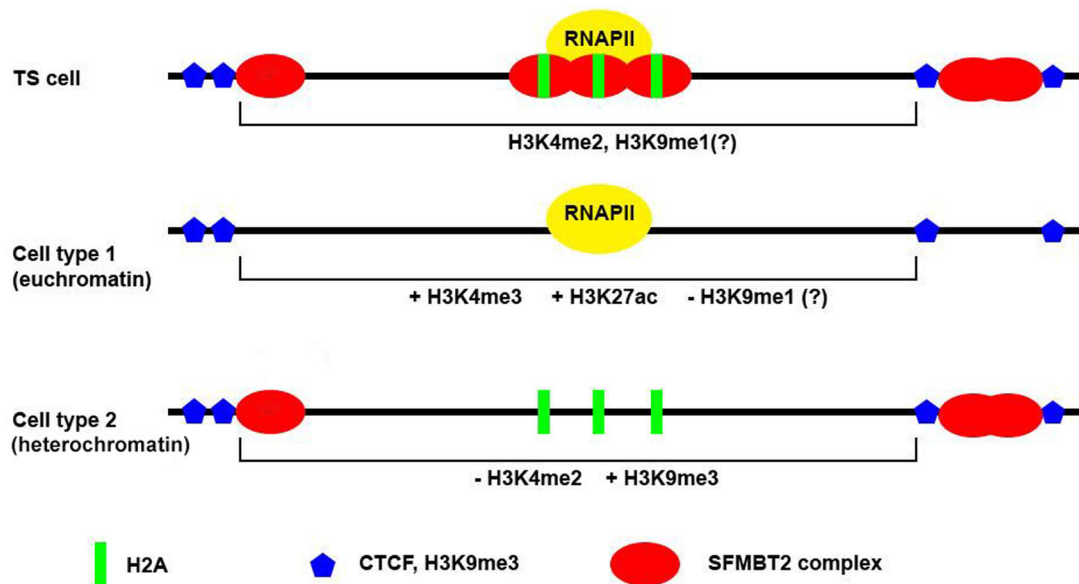 RNAPII
TS cell
H3K4me2, H3K9me1(?)
RNAPII
Cell type 1
(euchromatin)
+ H3K4me3 + H3K27ac - H3K9me1 (?)
Cell type 2
(heterochromatin)
- H3K4me2 + H3K9me3
H2A
CTCF, H3K9me3
SFMBT2 complex